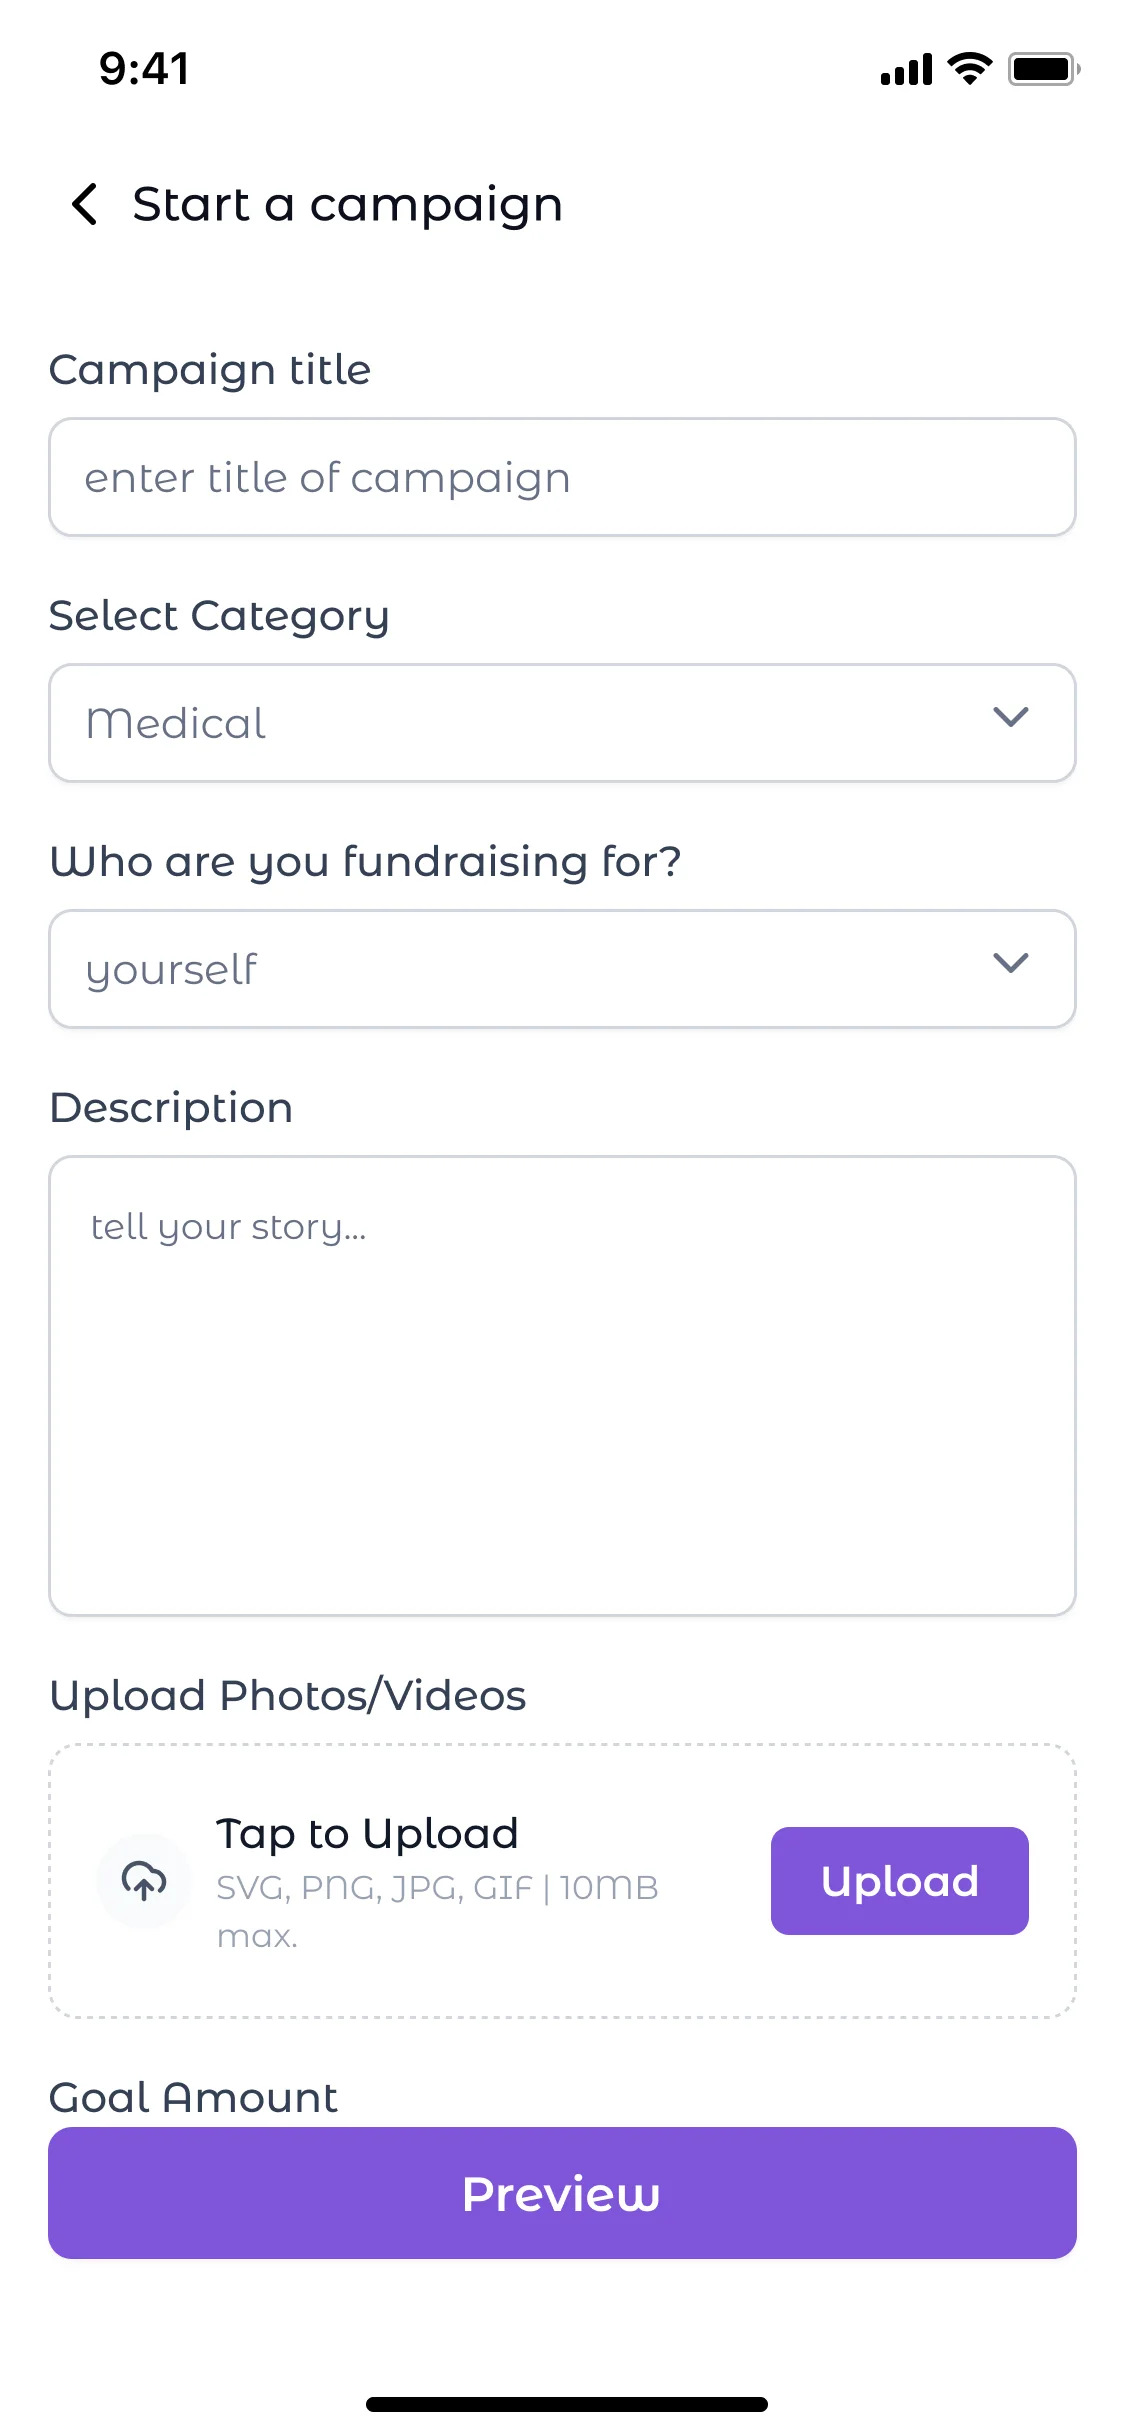 9:41
Start a campaign
Campaign title
enter title of campaign
Select Category
Medical
Who are you fundraising for?
yourself
Description
tell your story...
Upload Photos/Videos
Tap to Upload
SVG, PNG, JPG, GIF | 10MB
max.
Upload
Goal Amount
Preview